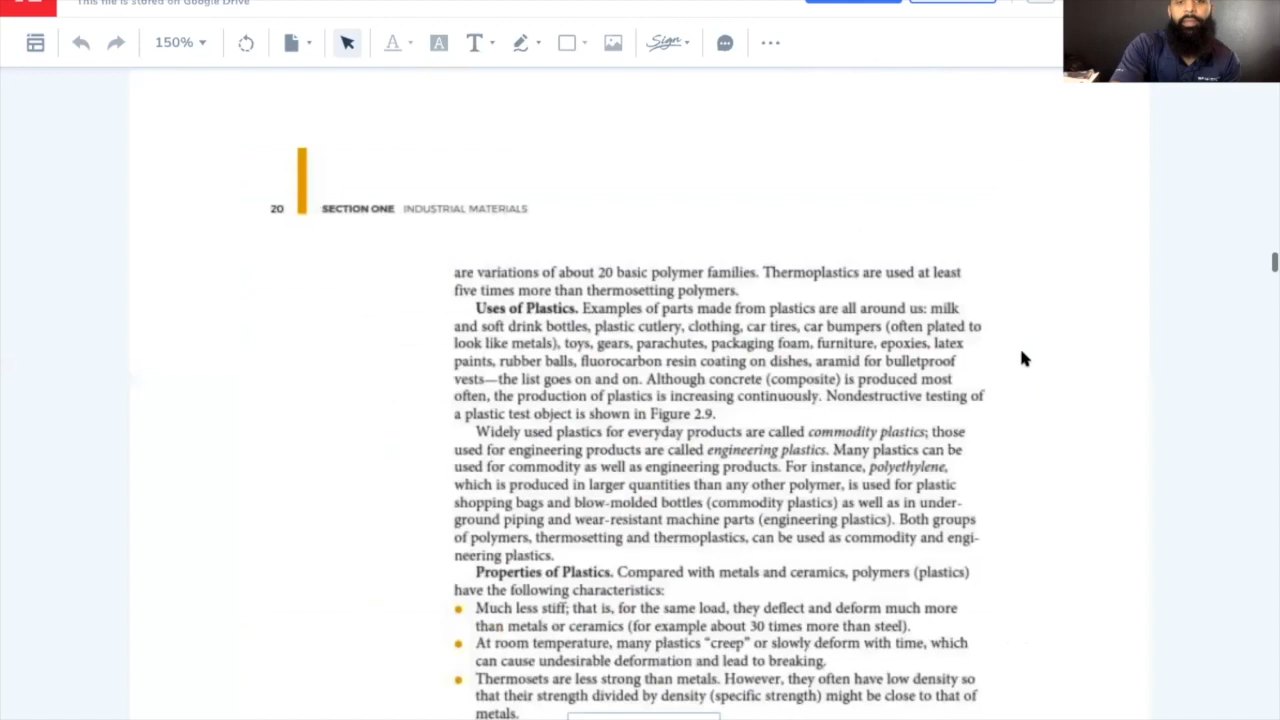 This file is stored on Google Drive
150%
Sign
20 SECTION ONE INDUSTRIAL MATERIALS
are variations of about 20 basic polymer families. Thermoplastics are used at least
five times more than thermosetting polymers.
Uses of Plastics. Examples of parts made from plastics are all around us: milk
and soft drink bottles, plastic cutlery, clothing, car tires, car bumpers (often plated to
look like metals), toys, gears, parachutes, packaging foam, furniture, epoxies, latex
paints, rubber balls, fluorocarbon resin coating on dishes, aramid for bulletproof
vests—the list goes on and on. Although concrete (composite) is produced most
often, the production of plastics is increasing continuously. Nondestructive testing of
a plastic test object is shown in Figure 2.9.
Widely used plastics for everyday products are called commodity plastics; those
used for engineering products are called engineering plastics. Many plastics can be
used for commodity as well as engineering products. For instance, polyethylene,
which is produced in larger quantities than any other polymer, is used for plastic
shopping bags and blow-molded bottles (commodity plastics) as well as in under-
ground piping and wear-resistant machine parts (engineering plastics). Both groups
of polymers, thermosetting and thermoplastics, can be used as commodity and engi-
neering plastics.
Properties of Plastics. Compared with metals and ceramics, polymers (plastics)
have the following characteristics:
Much less stiff; that is, for the same load, they deflect and deform much more
than metals or ceramics (for example about 30 times more than steel).
At room temperature, many plastics “creep” or slowly deform with time, which
can cause undesirable deformation and lead to breaking.
Thermosets are less strong than metals. However, they often have low density so
that their strength divided by density (specific strength) might be close to that of
metals.